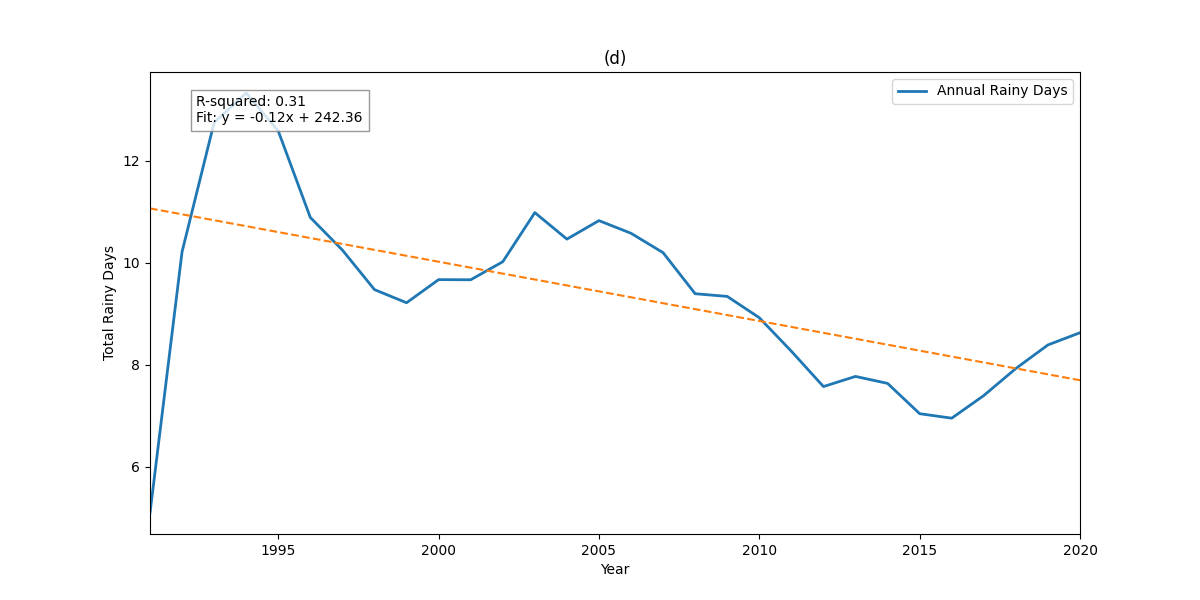 (d)
R-squared: 0.31
Fit: y = -0.12x + 242.36
Annual Rainy Days
Total Rainy Days
12
10
8
6
1995
2000
2005
2010
2015
2020
Year